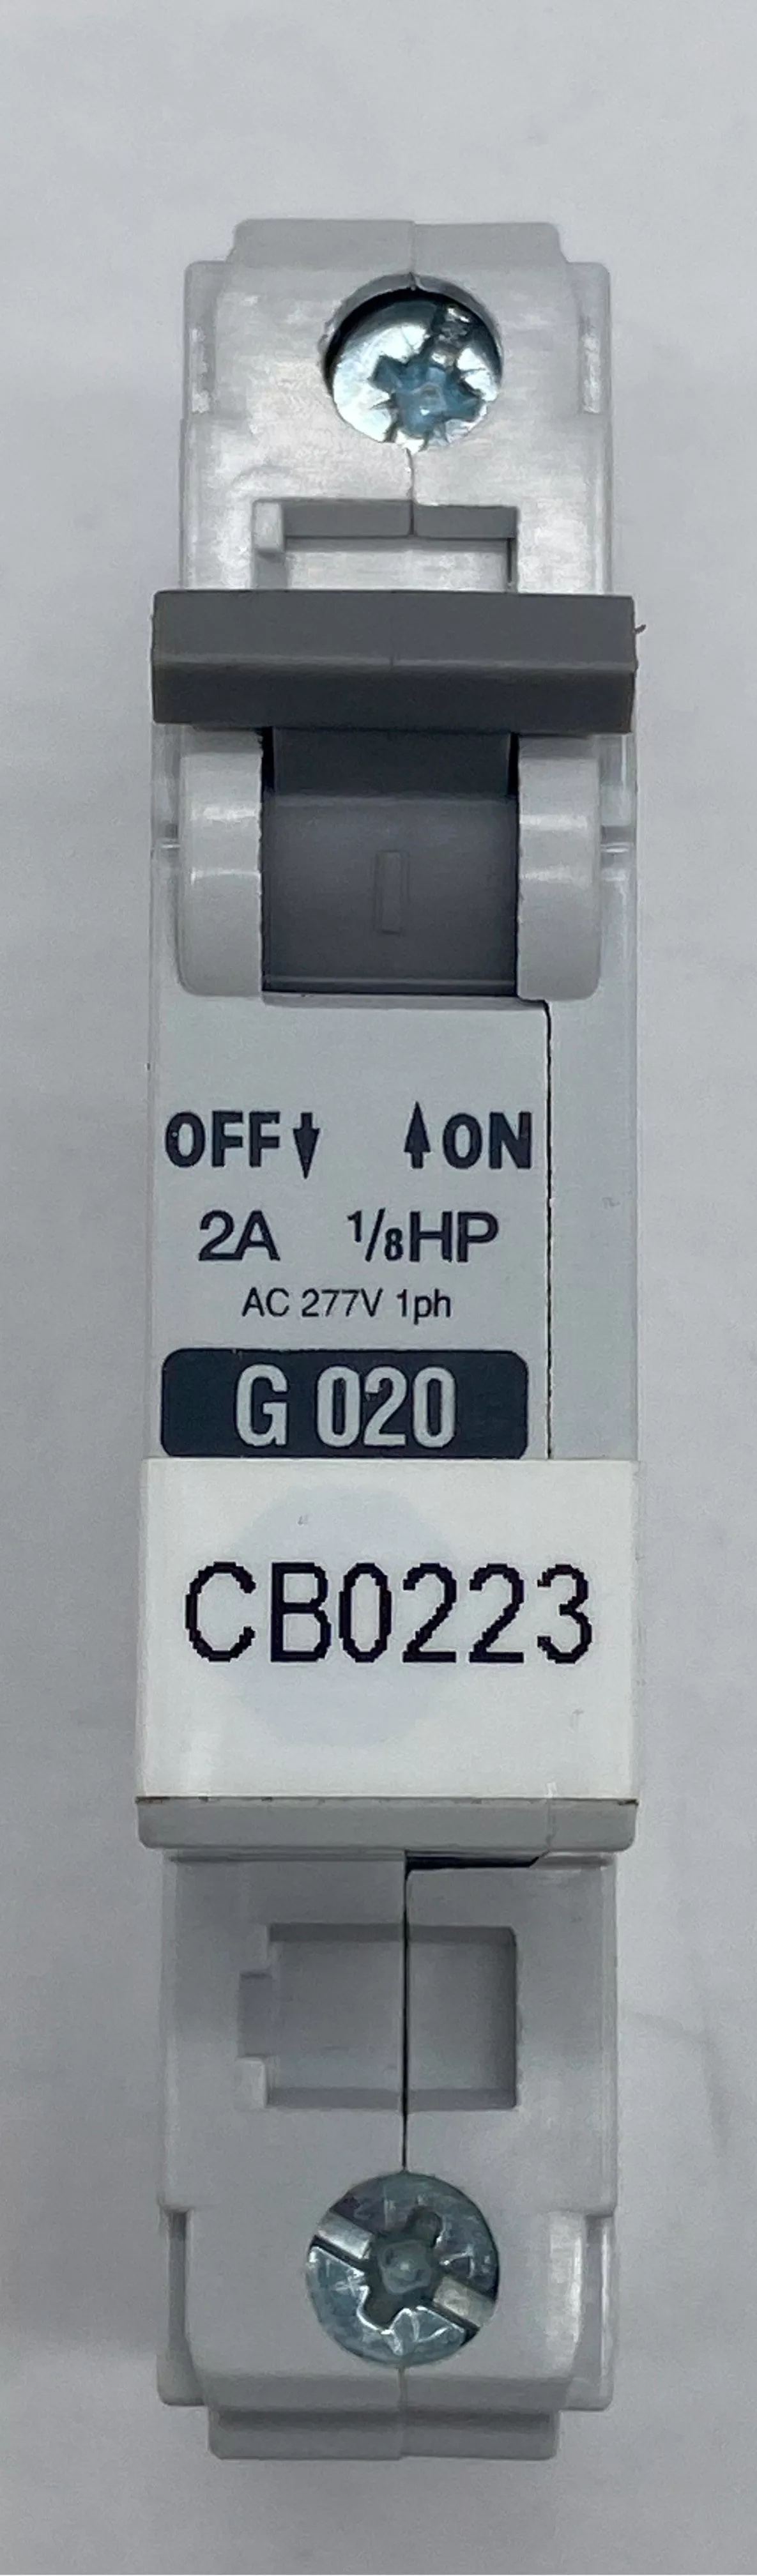 OFF ↓ ↑ ON
2A 1/8HP
AC 277V 1ph
G 020
CB0223